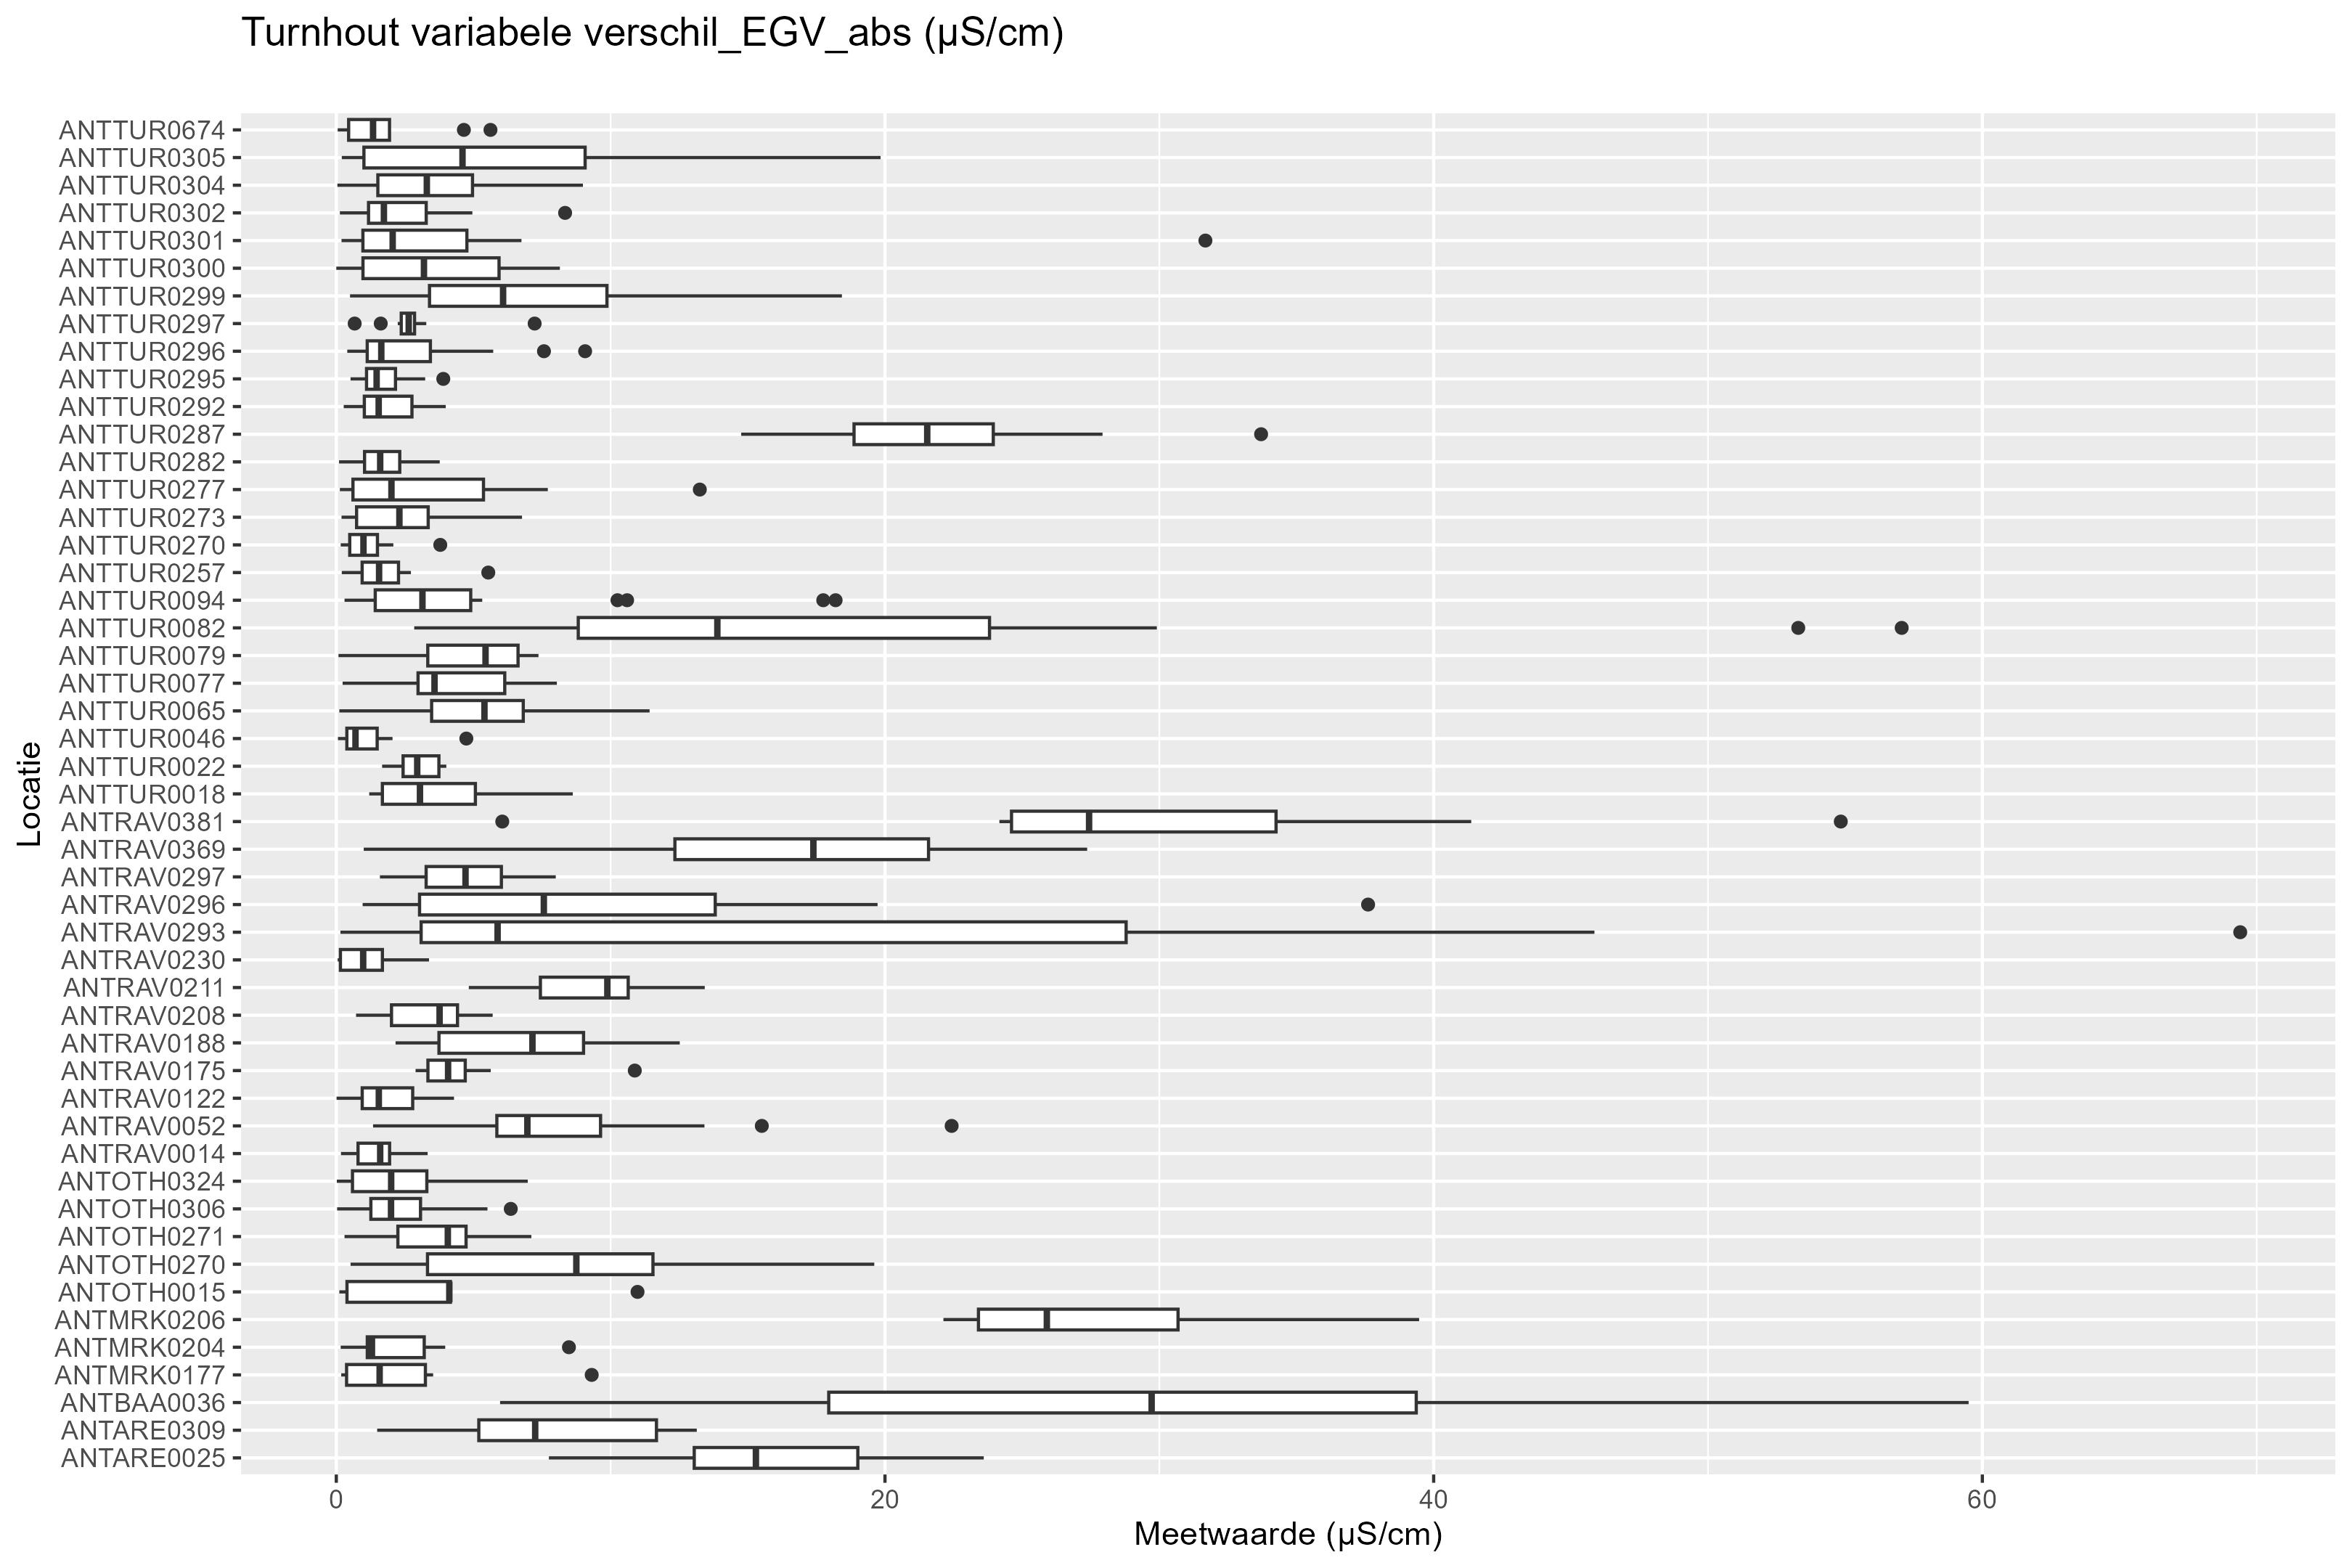 Turnhout variabele verschil_EGV_abs (µS/cm)
ANTTUR0674
ANTTUR0305
ANTTUR0304
ANTTUR0302
ANTTUR0301
ANTTUR0300
ANTTUR0299
ANTTUR0297
ANTTUR0296
ANTTUR0295
ANTTUR0292
ANTTUR0287
ANTTUR0282
ANTTUR0277
ANTTUR0273
ANTTUR0270
ANTTUR0257
ANTTUR0094
ANTTUR0082
ANTTUR0079
ANTTUR0077
ANTTUR0065
ANTTUR0046
ANTTUR0022
ANTTUR0018
ANTRAV0381
ANTRAV0369
ANTRAV0297
ANTRAV0296
ANTRAV0293
ANTRAV0230
ANTRAV0211
ANTRAV0208
ANTRAV0188
ANTRAV0175
ANTRAV0122
ANTRAV0052
ANTRAV0014
ANTOTH0324
ANTOTH0306
ANTOTH0271
ANTOTH0270
ANTOTH0015
ANTMRK0206
ANTMRK0204
ANTMRK0177
ANTBAA0036
ANTARE0309
ANTARE0025
Locatie
0 20 40 60
Meetwaarde (µS/cm)